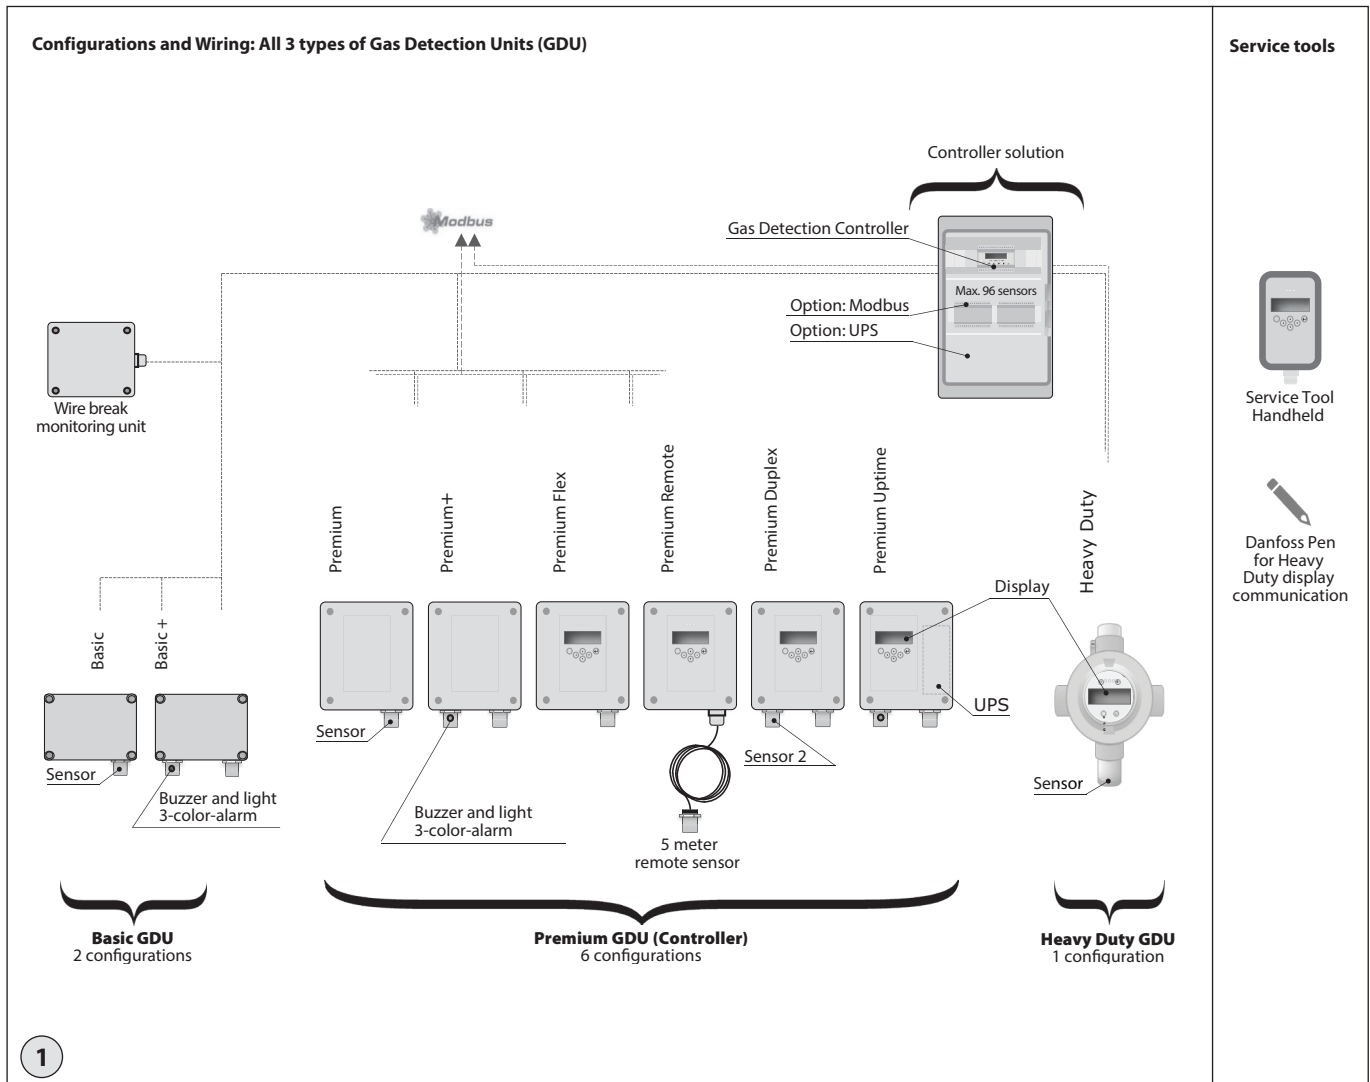 Configurations and Wiring: All 3 types of Gas Detection Units (GDU)
Service tools
Controller solution
Modbus
Gas Detection Controller
Max. 96 sensors
Option: Modbus
Option: UPS
Wire break
monitoring unit
Service Tool
Handheld
Danfoss Pen
for Heavy
Duty display
communication
Basic
Basic +
Premium
Premium+
Premium Flex
Premium Remote
Premium Duplex
Premium Uptime
Heavy Duty
Display
UPS
Sensor
Buzzer and light
3-color-alarm
Sensor
Buzzer and light
3-color-alarm
5 meter
remote sensor
Sensor 2
Sensor
Basic GDU
2 configurations
Premium GDU (Controller)
6 configurations
Heavy Duty GDU
1 configuration
1